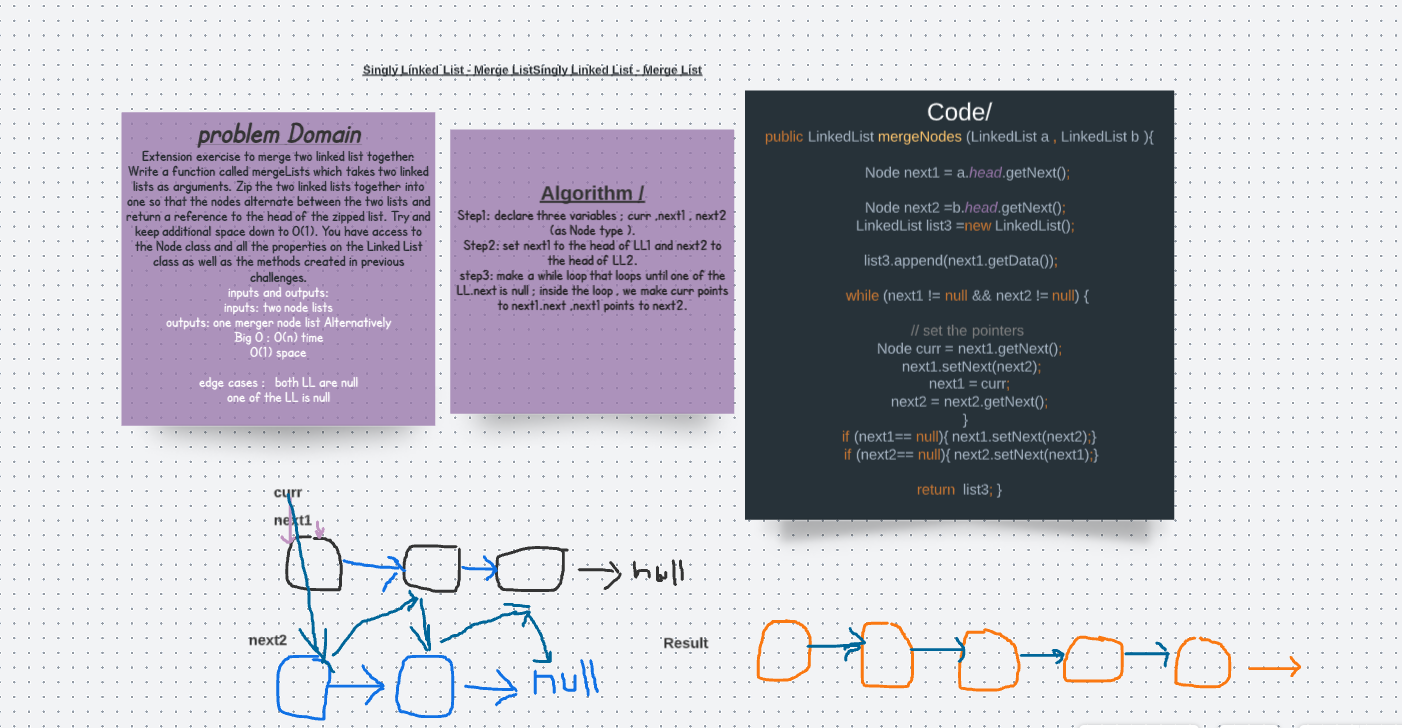 Singly Linked List - Merge ListSingly Linked List - Merge List
problem Domain
Extension exercise to merge two linked list together:
Write a function called mergeLists which takes two linked
lists as arguments. Zip the two linked lists together into
one so that the nodes alternate between the two lists and
return a reference to the head of the zipped list. Try and
keep additional space down to O(1). You have access to
the Node class and all the properties on the Linked List
class as well as the methods created in previous
challenges.
inputs and outputs:
inputs: two node lists
outputs: one merger node list Alternatively
Big O : O(n) time
O(1) space
edge cases : both LL are null
one of the LL is null
Algorithm /
Step1: declare three variables ; curr ,next1 , next2
(as Node type ).
Step2: set next1 to the head of LL1 and next2 to
the head of LL2.
step3: make a while loop that loops until one of the
LL.next is null ; inside the loop , we make curr points
to next1.next ,next1 points to next2.
Code/
public LinkedList mergeNodes (LinkedList a , LinkedList b ){
Node next1 = a.head.getNext();
Node next2 =b.head.getNext();
LinkedList list3 =new LinkedList();
list3.append(next1.getData());
while (next1 != null && next2 != null) {
// set the pointers
Node curr = next1.getNext();
next1.setNext(next2);
next1 = curr;
next2 = next2.getNext();
}
if (next1== null){ next1.setNext(next2);}
if (next2== null){ next2.setNext(next1);}
return list3; }
curr
next1
null
next2
null
Result